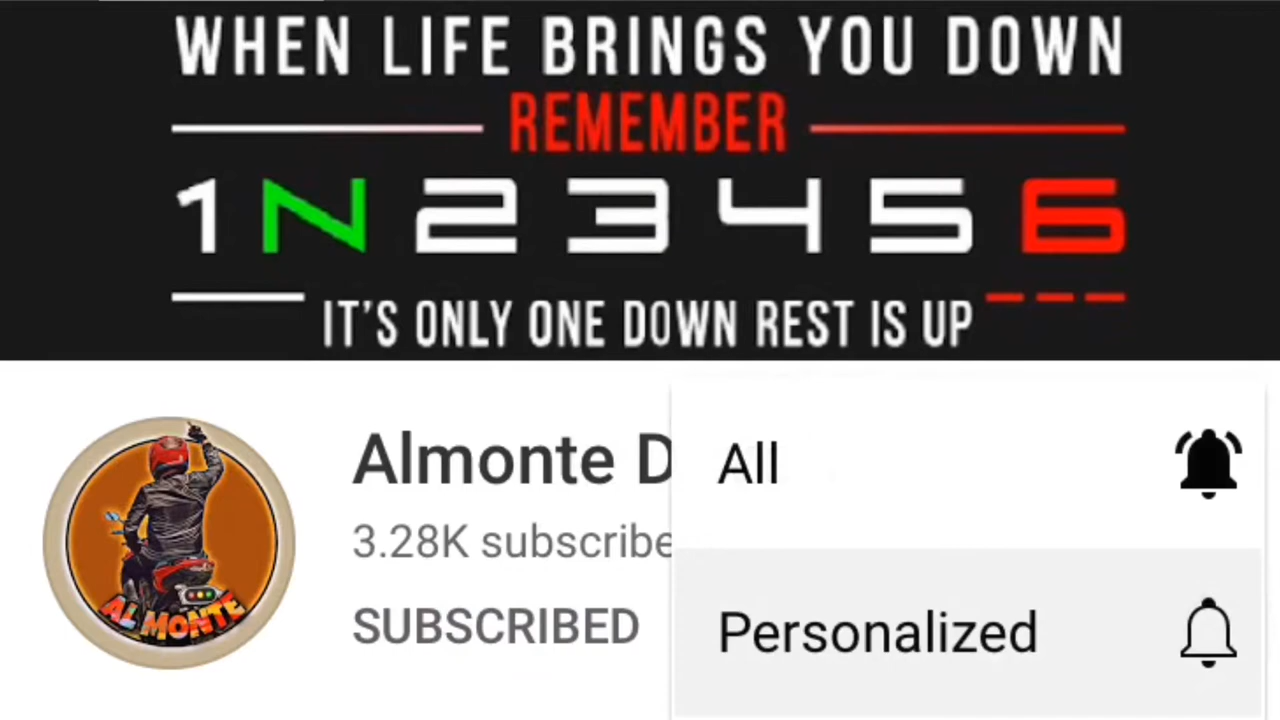 WHEN LIFE BRINGS YOU DOWN
REMEMBER
1N23456
IT'S ONLY ONE DOWN REST IS UP
Almonte D
3.28K subscribe
SUBSCRIBED
All
Personalized
AL MONTE